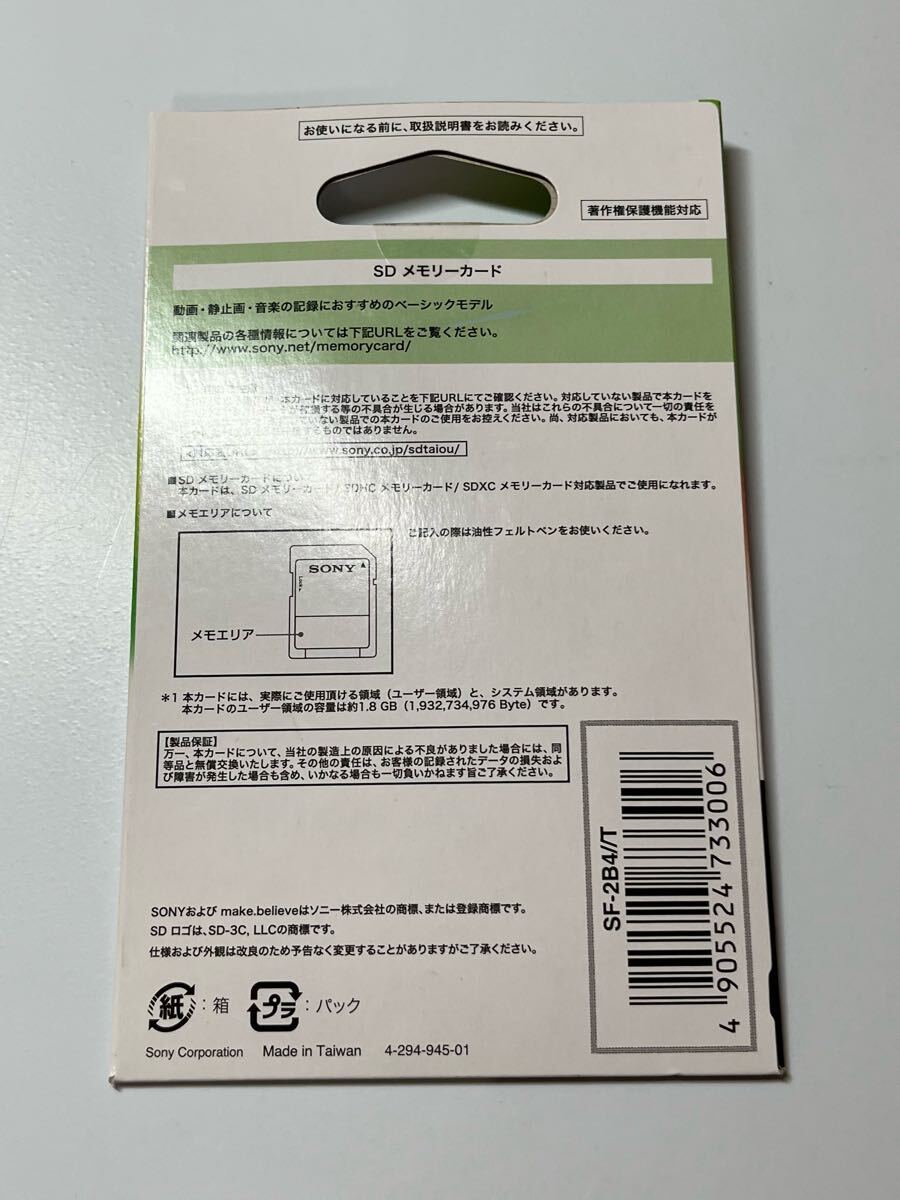 お使いになる前に、取扱説明書をお読みください。
著作権保護機能対応
SD メモリーカード
動画・静止画・音楽の記録におすすめのベーシックモデル
関連製品の各種情報については下記URLをご覧ください。
http://www.sony.net/memorycard/
本カードに対応していることを下記URLにてご確認ください。対応していない製品で本カードを
する等の不具合が生じる場合があります。当社はこれらの不具合について一切の責任を
ていない製品での本カードのご使用をお控えください。尚、対応製品においても、本カードが
するものではありません。
www.sony.co.jp/sdtaiou/
■SD メモリーカードについて
本カードは、SD メモリーカード/ SDHC メモリーカード/ SDXC メモリーカード対応製品でご使用になれます。
■メモエリアについて
ご記入の際は油性フェルトペンをお使いください。
SONY
Lock
メモエリア
*1 本カードには、実際にご使用頂ける領域（ユーザー領域）と、システム領域があります。
本カードのユーザー領域の容量は約1.8 GB（1,932,734,976 Byte）です。
【製品保証】
万一、本カードについて、当社の製造上の原因による不良がありました場合には、同
等品と無償交換いたします。その他の責任は、お客様の記録されたデータの損失およ
び障害が発生した場合も含め、いかなる場合も一切負いかねます旨ご了承ください。
SF-2B4//T
4 905524 733006
SONYおよび make.believeはソニー株式会社の商標、または登録商標です。
SD ロゴは、SD-3C, LLCの商標です。
仕様および外観は改良のため予告なく変更することがありますがご了承ください。
紙：箱 プラ：パック
Sony Corporation Made in Taiwan 4-294-945-01